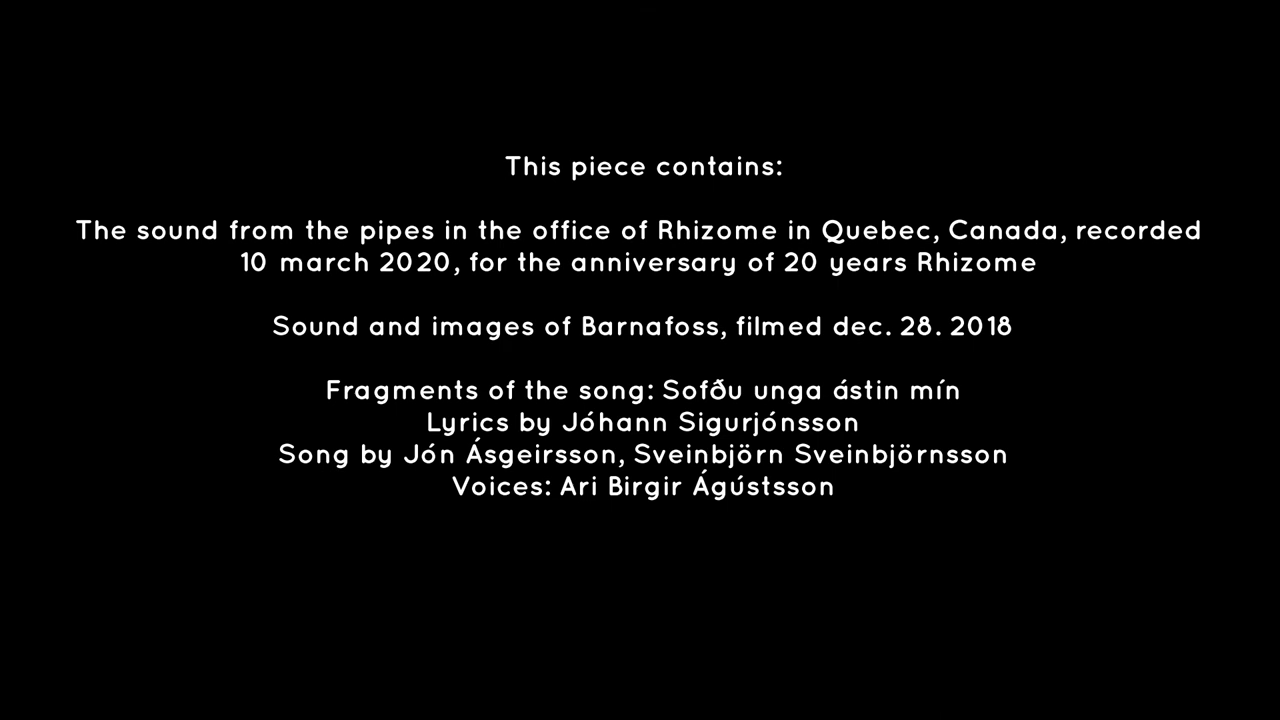 This piece contains:
The sound from the pipes in the office of Rhizome in Quebec, Canada, recorded
10 march 2020, for the anniversary of 20 years Rhizome
Sound and images of Barnafoss, filmed dec. 28. 2018
Fragments of the song: Sofðu unga ástin mín
Lyrics by Jóhann Sigurjónsson
Song by Jón Ásgeirsson, Sveinbjörn Sveinbjörnsson
Voices: Ari Birgir Ágústsson